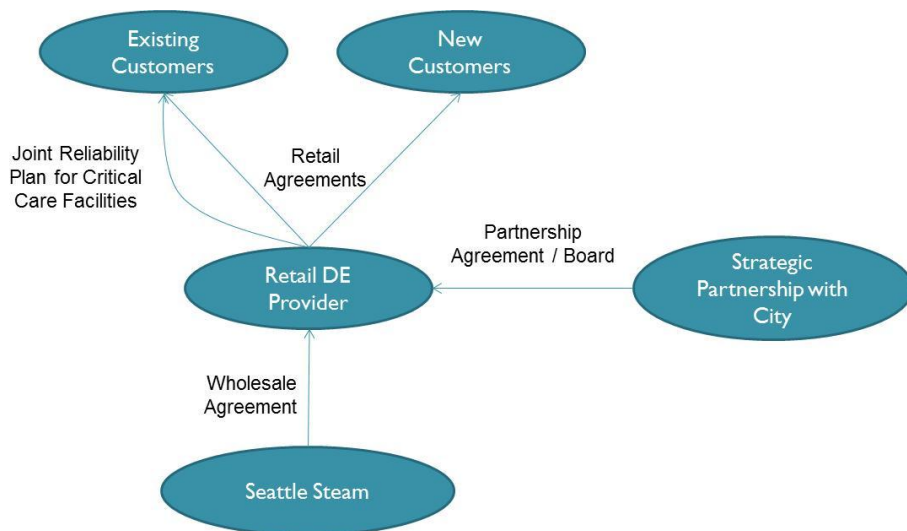 Existing
Customers
New
Customers
Joint Reliability
Plan for Critical
Care Facilities
Retail
Agreements
Partnership
Agreement / Board
Retail DE
Provider
Strategic
Partnership with
City
Wholesale
Agreement
Seattle Steam